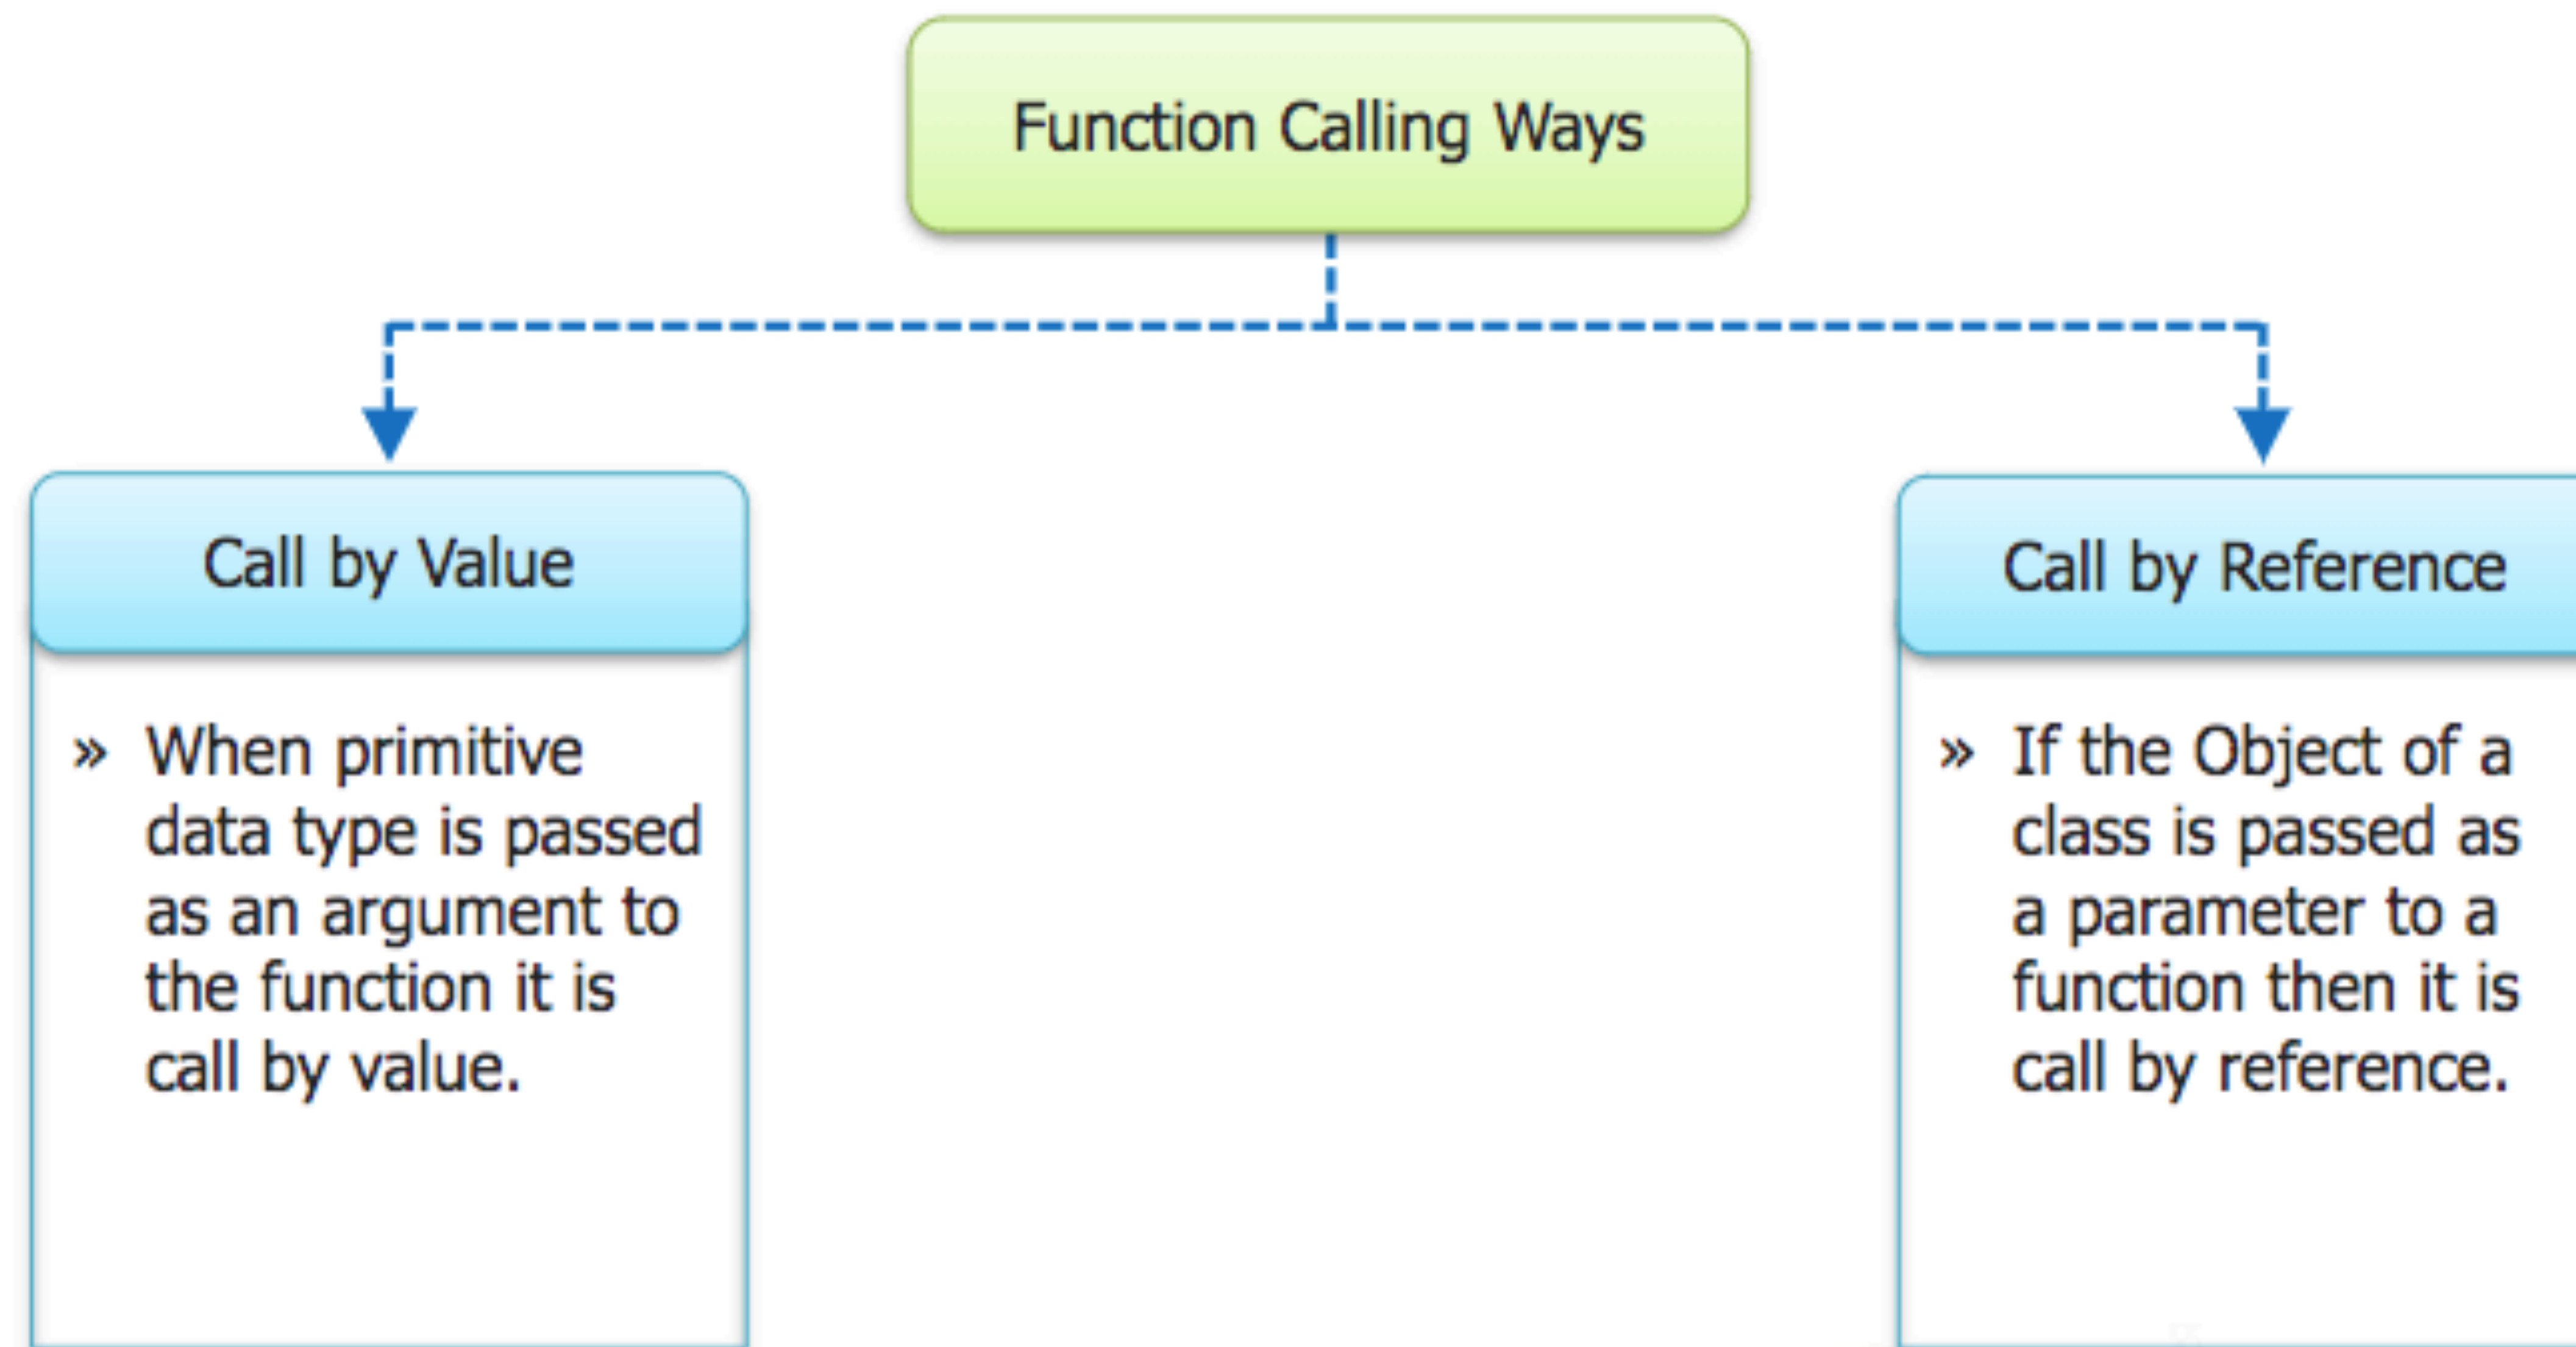 Function Calling Ways
Call by Value
» When primitive
data type is passed
as an argument to
the function it is
call by value.
Call by Reference
» If the Object of a
class is passed as
a parameter to a
function then it is
call by reference.